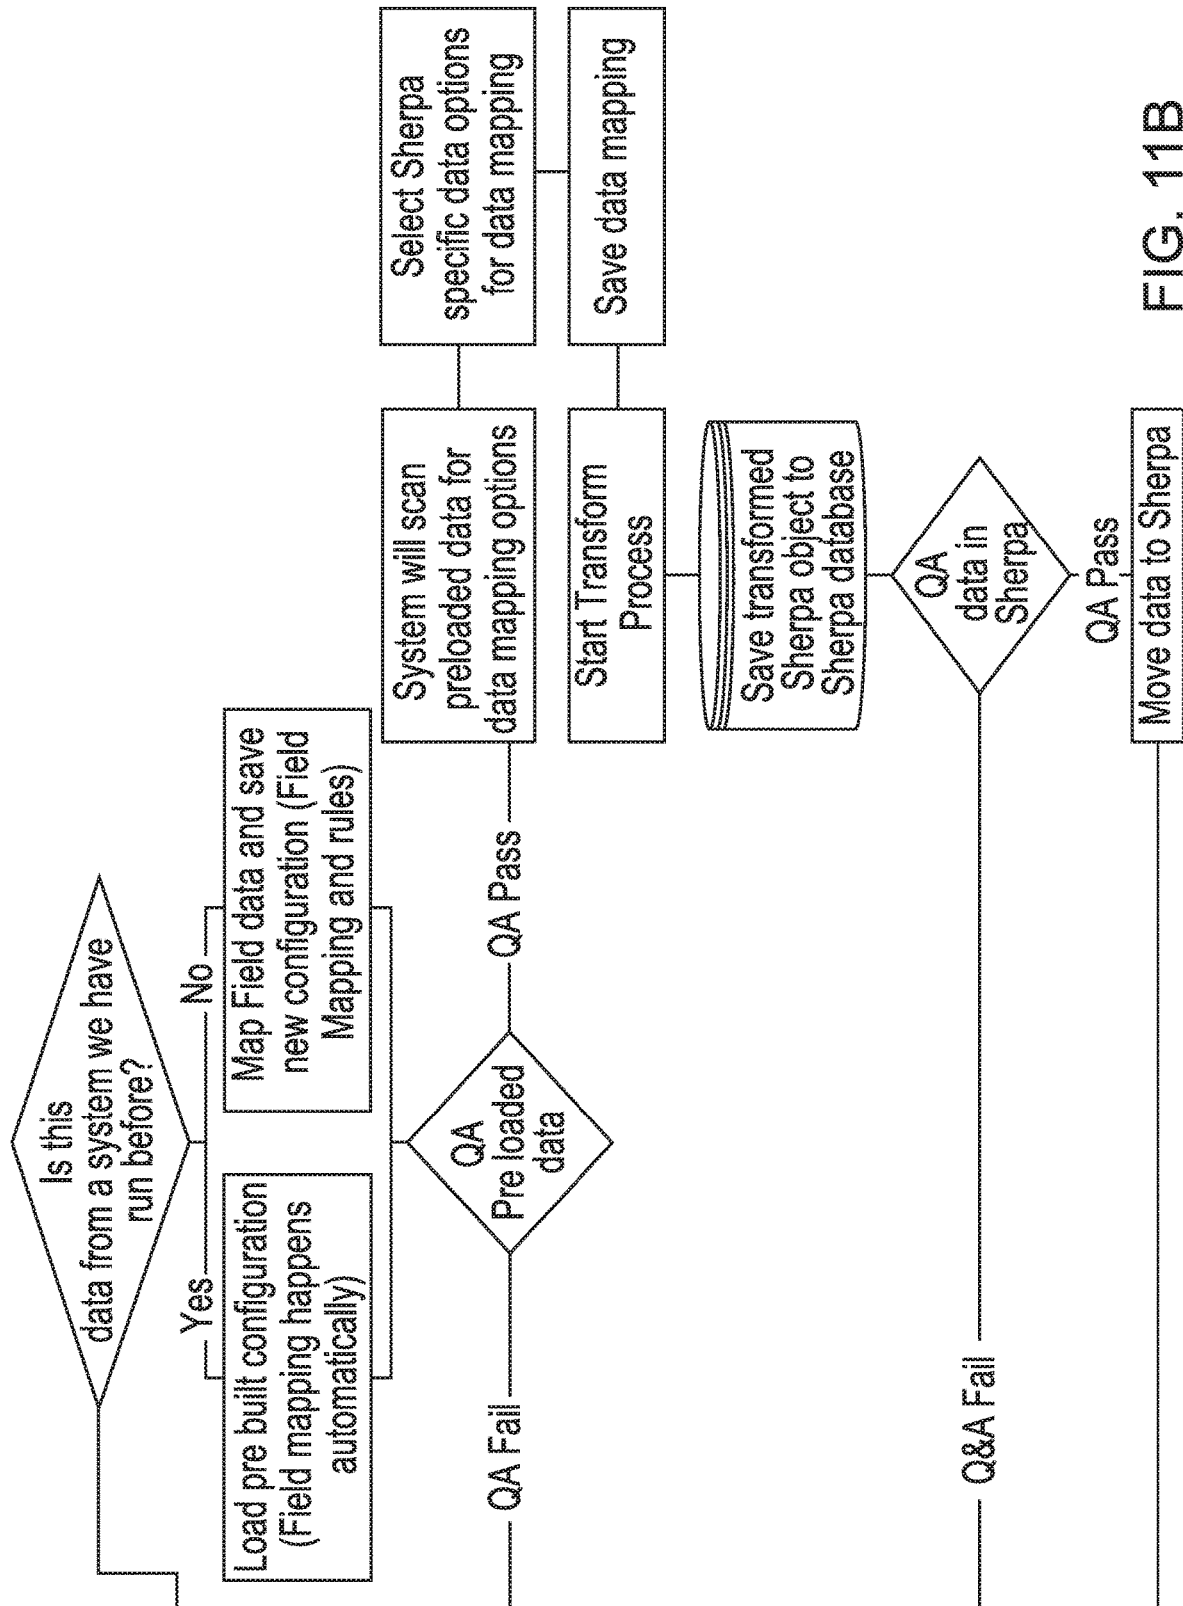 Is this
data from a system we have
run before?
Yes
No
Load pre built configuration
(Field mapping happens
automatically)
Map Field data and save
new configuration (Field
Mapping and rules)
QA
Pre loaded
data
QA Fail
QA Pass
System will scan
preloaded data for
data mapping options
Select Sherpa
specific data options
for data mapping
Save data mapping
Start Transform
Process
Save transformed
Sherpa object to
Sherpa database
QA
data in
Sherpa
Q&A Fail
QA Pass
Move data to Sherpa
FIG. 11B